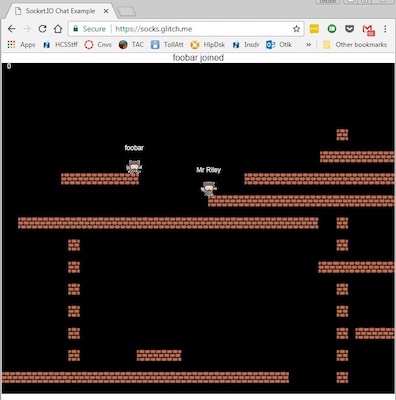 SocketIO Chat Example
Secure https://socks.glitch.me
Apps HCSStff Cnvs TAC TollAtt HlpDsk Insdr Otlk » Other bookmarks
foobar joined
0
foobar
Mr Riley